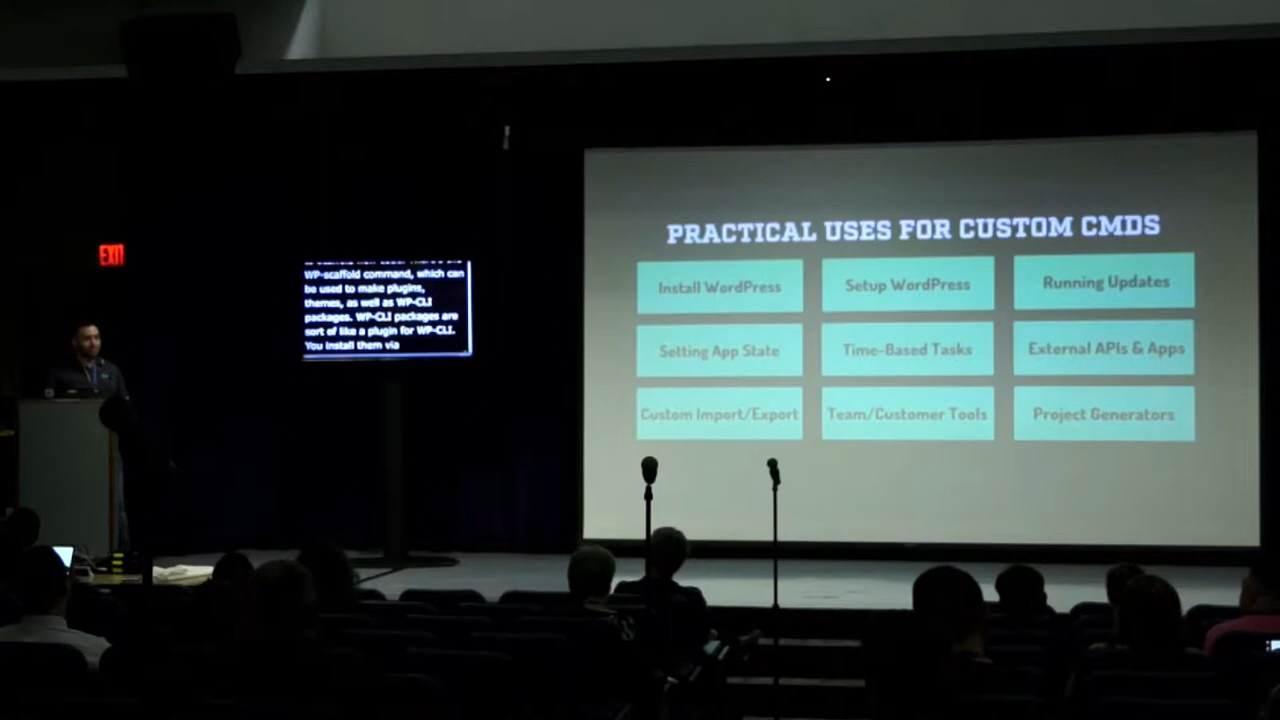 EXIT
WP-scaffold command, which can
be used to make plugins,
themes, as well as WP-CLI
packages. WP-CLI packages are
sort of like a plugin for WP-CLI.
You install them via
PRACTICAL USES FOR CUSTOM CMDS
Install WordPress
Setup WordPress
Running Updates
Setting App State
Time-Based Tasks
External APIs & Apps
Custom Import/Export
Team/Customer Tools
Project Generators